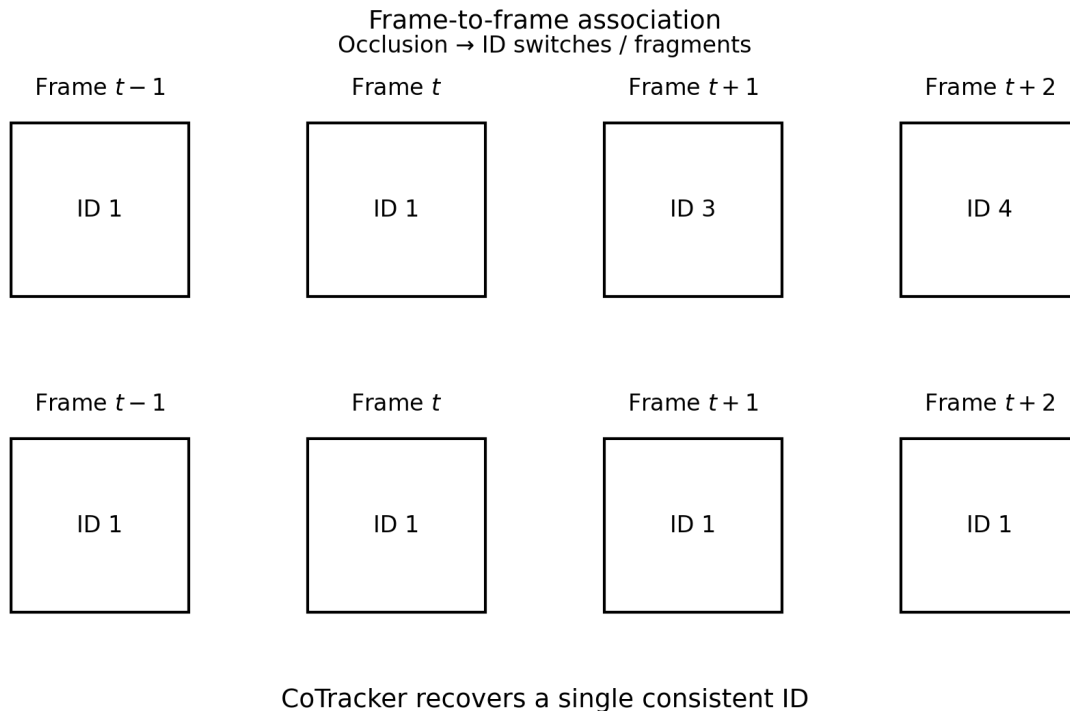 Frame-to-frame association
Occlusion → ID switches / fragments
Frame t − 1 Frame t Frame t + 1 Frame t + 2
ID 1 ID 1 ID 3 ID 4
Frame t − 1 Frame t Frame t + 1 Frame t + 2
ID 1 ID 1 ID 1 ID 1
CoTracker recovers a single consistent ID